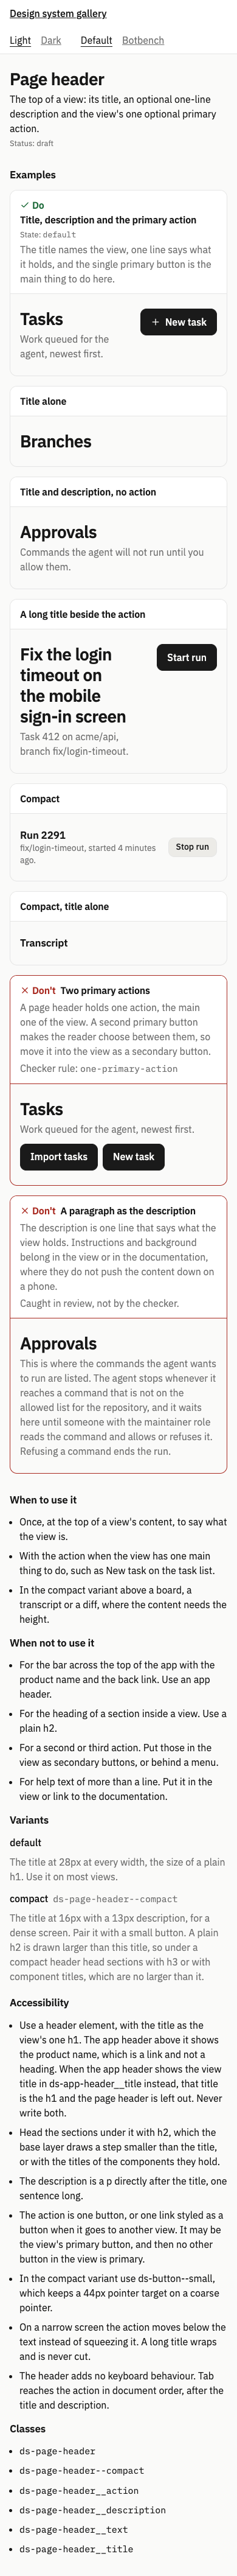 Design system gallery
Light Dark Default Botbench
Page header
The top of a view: its title, an optional one-line
description and the view's one optional primary
action.
Status: draft
Examples
Do
Title, description and the primary action
State: default
The title names the view, one line says what
it holds, and the single primary button is the
main thing to do here.
Tasks
+ New task
Work queued for the
agent, newest first.
Title alone
Branches
Title and description, no action
Approvals
Commands the agent will not run until you
allow them.
A long title beside the action
Fix the login
timeout on
the mobile
sign-in screen
Start run
Task 412 on acme/api,
branch fix/login-timeout.
Compact
Run 2291
fix/login-timeout, started 4 minutes
ago.
Stop run
Compact, title alone
Transcript
Don't Two primary actions
A page header holds one action, the main
one of the view. A second primary button
makes the reader choose between them, so
move it into the view as a secondary button.
Checker rule: one-primary-action
Tasks
Work queued for the agent, newest first.
Import tasks New task
Don't A paragraph as the description
The description is one line that says what the
view holds. Instructions and background
belong in the view or in the documentation,
where they do not push the content down on
a phone.
Caught in review, not by the checker.
Approvals
This is where the commands the agent wants
to run are listed. The agent stops whenever it
reaches a command that is not on the
allowed list for the repository, and it waits
here until someone with the maintainer role
reads the command and allows or refuses it.
Refusing a command ends the run.
When to use it
• Once, at the top of a view's content, to say what
the view is.
• With the action when the view has one main
thing to do, such as New task on the task list.
• In the compact variant above a board, a
transcript or a diff, where the content needs the
height.
When not to use it
• For the bar across the top of the app with the
product name and the back link. Use an app
header.
• For the heading of a section inside a view. Use a
plain h2.
• For a second or third action. Put those in the
view as secondary buttons, or behind a menu.
• For help text of more than a line. Put it in the
view or link to the documentation.
Variants
default
The title at 28px at every width, the size of a plain
h1. Use it on most views.
compact ds-page-header--compact
The title at 16px with a 13px description, for a
dense screen. Pair it with a small button. A plain
h2 is drawn larger than this title, so under a
compact header head sections with h3 or with
component titles, which are no larger than it.
Accessibility
• Use a header element, with the title as the
view's one h1. The app header above it shows
the product name, which is a link and not a
heading. When the app header shows the view
title in ds-app-header__title instead, that title
is the h1 and the page header is left out. Never
write both.
• Head the sections under it with h2, which the
base layer draws a step smaller than the title,
or with the titles of the components they hold.
• The description is a p directly after the title, one
sentence long.
• The action is one button, or one link styled as a
button when it goes to another view. It may be
the view's primary button, and then no other
button in the view is primary.
• In the compact variant use ds-button--small,
which keeps a 44px pointer target on a coarse
pointer.
• On a narrow screen the action moves below the
text instead of squeezing it. A long title wraps
and is never cut.
• The header adds no keyboard behaviour. Tab
reaches the action in document order, after the
title and description.
Classes
• ds-page-header
• ds-page-header--compact
• ds-page-header__action
• ds-page-header__description
• ds-page-header__text
• ds-page-header__title